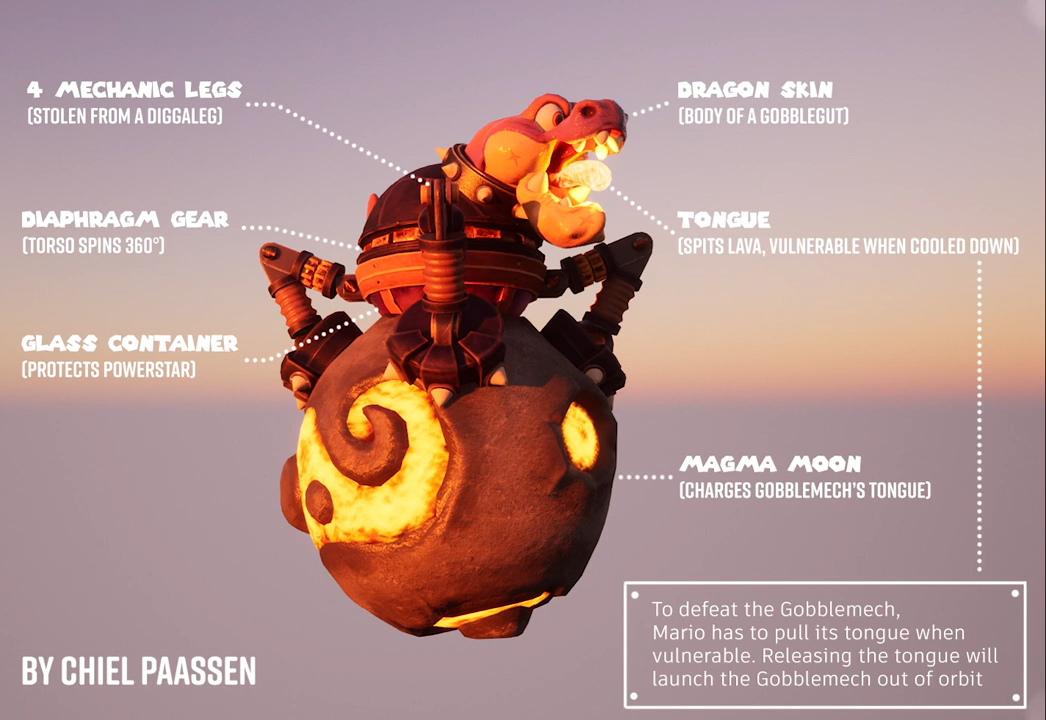 4 MECHANIC LEGS
(STOLEN FROM A DIGGALEG)
DIAPHRAGM GEAR
(TORSO SPINS 360°)
GLASS CONTAINER
(PROTECTS POWERSTAR)
DRAGON SKIN
(BODY OF A GOBBLEGUT)
TONGUE
(SPITS LAVA, VULNERABLE WHEN COOLED DOWN)
MAGMA MOON
(CHARGES GOBBLEMECH'S TONGUE)
To defeat the Gobblemech,
Mario has to pull its tongue when
vulnerable. Releasing the tongue will
launch the Gobblemech out of orbit
BY CHIEL PAASSEN